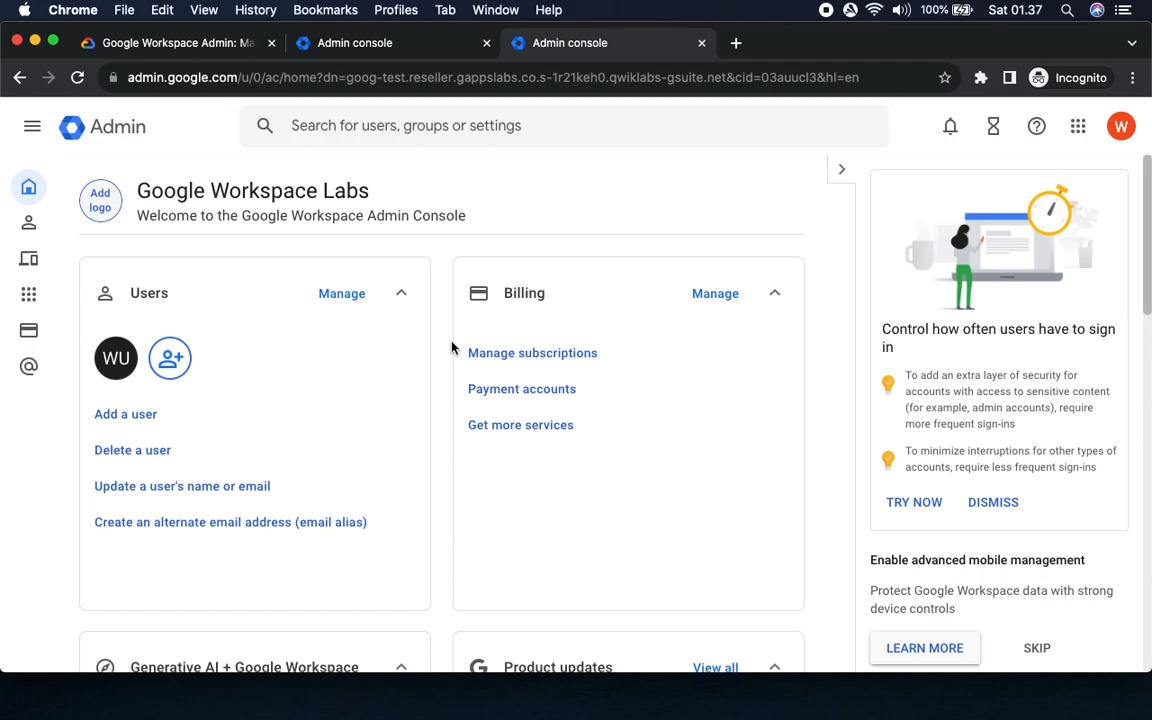 Chrome File Edit View History Bookmarks Profiles Tab Window Help 100% Sat 01.37
Google Workspace Admin: Ma Admin console Admin console
admin.google.com/u/0/ac/home?dn=goog-test.reseller.gappslabs.co.s-1r21keh0.qwiklabs-gsuite.net&cid=03auucl3&hl=en Incognito
Admin Search for users, groups or settings W
Add
logo
Google Workspace Labs
Welcome to the Google Workspace Admin Console
Users Manage
WU
Add a user
Delete a user
Update a user's name or email
Create an alternate email address (email alias)
Billing Manage
Manage subscriptions
Payment accounts
Get more services
Generative AI + Google Workspace
Product updates View all
Control how often users have to sign
in
To add an extra layer of security for
accounts with access to sensitive content
(for example, admin accounts), require
more frequent sign-ins
To minimize interruptions for other types of
accounts, require less frequent sign-ins
TRY NOW DISMISS
Enable advanced mobile management
Protect Google Workspace data with strong
device controls
LEARN MORE SKIP